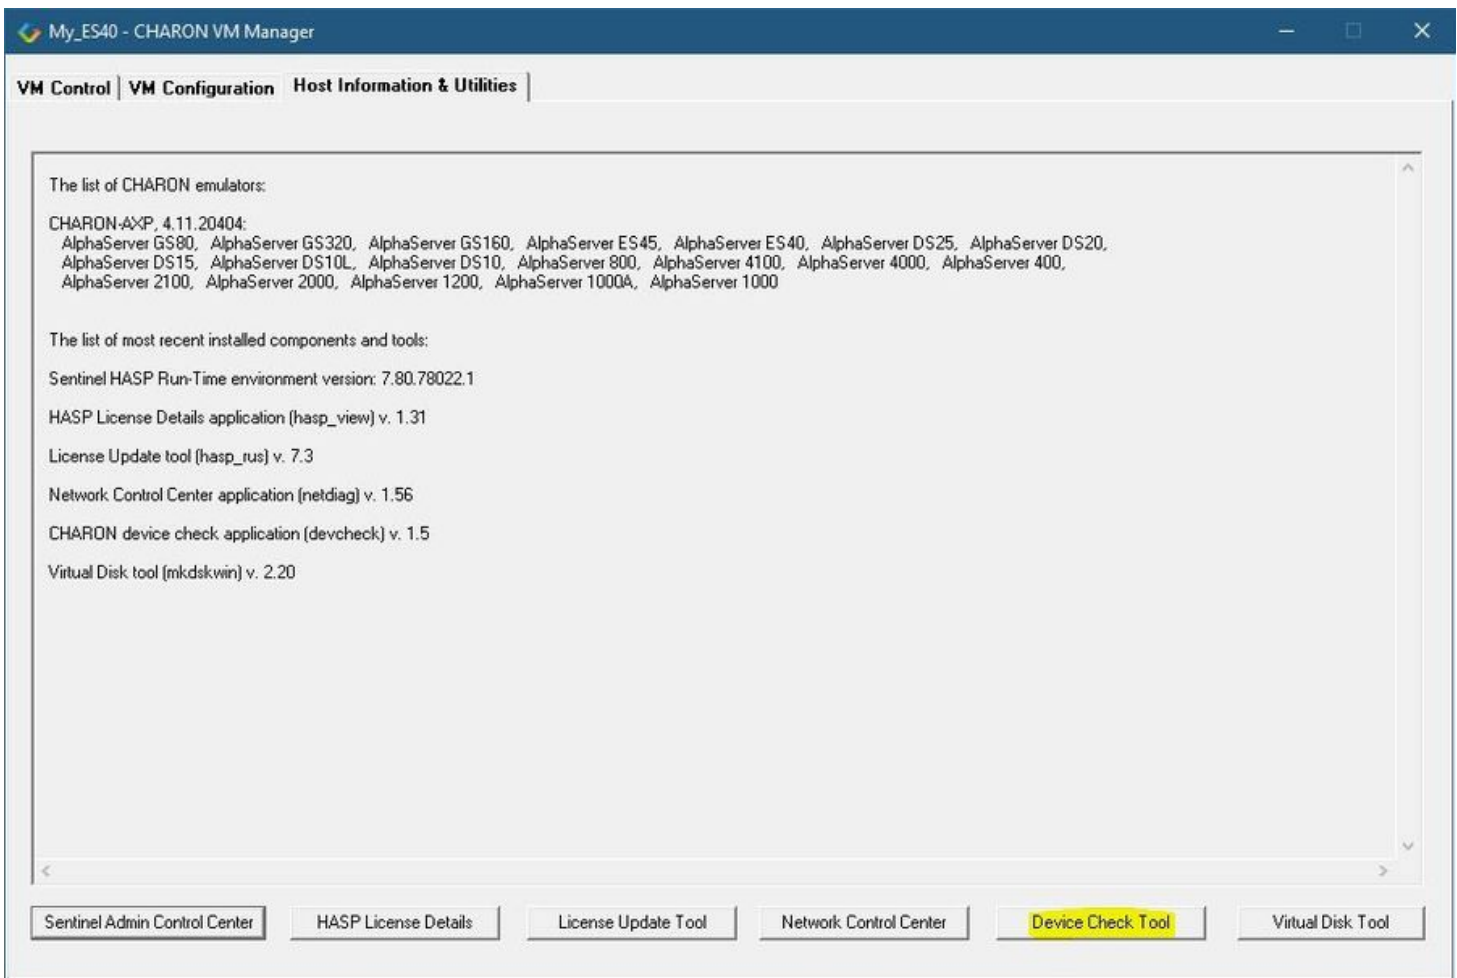 My_ES40 - CHARON VM Manager
VM Control
VM Configuration
Host Information & Utilities
The list of CHARON emulators:
CHARON-AXP, 4.11.20404:
AlphaServer GS80, AlphaServer GS320, AlphaServer GS160, AlphaServer ES45, AlphaServer ES40, AlphaServer DS25, AlphaServer DS20,
AlphaServer DS15, AlphaServer DS10L, AlphaServer DS10, AlphaServer 800, AlphaServer 4100, AlphaServer 4000, AlphaServer 400,
AlphaServer 2100, AlphaServer 2000, AlphaServer 1200, AlphaServer 1000A, AlphaServer 1000
The list of most recent installed components and tools:
Sentinel HASP Run-Time environment version: 7.80.78022.1
HASP License Details application (hasp_view) v. 1.31
License Update tool (hasp_rus) v. 7.3
Network Control Center application (netdiag) v. 1.56
CHARON device check application (devcheck) v. 1.5
Virtual Disk tool (mkdskwin) v. 2.20
Sentinel Admin Control Center
HASP License Details
License Update Tool
Network Control Center
Device Check Tool
Virtual Disk Tool